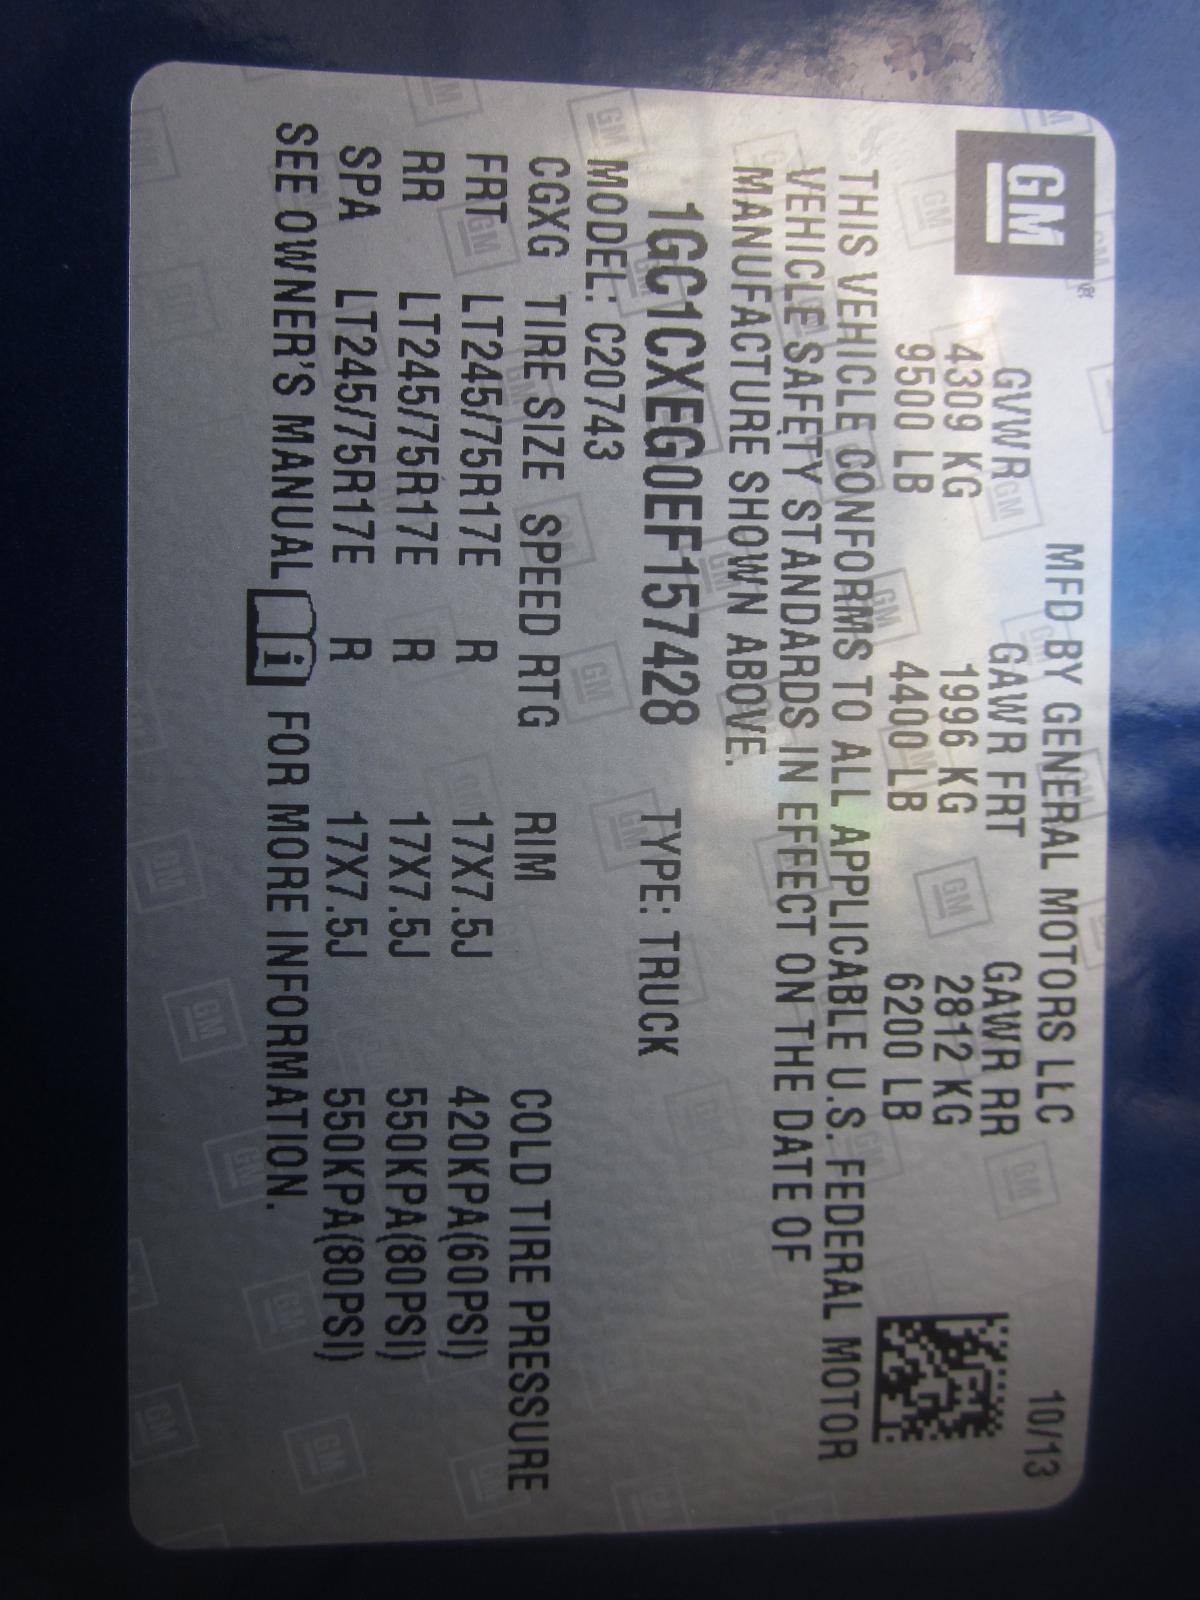 GM®
MFD BY GENERAL MOTORS LLC 10/13
GVWR GAWR FRT GAWR RR
4309 KG 1996 KG 2812 KG
9500 LB 4400 LB 6200 LB
THIS VEHICLE CONFORMS TO ALL APPLICABLE U.S. FEDERAL MOTOR
VEHICLE SAFETY STANDARDS IN EFFECT ON THE DATE OF
MANUFACTURE SHOWN ABOVE.
1GC1CXEG0EF157428 TYPE: TRUCK
MODEL: C20743
CGXG TIRE SIZE SPEED RTG RIM COLD TIRE PRESSURE
FRT LT245/75R17E R 17X7.5J 420KPA(60PSI)
RR LT245/75R17E R 17X7.5J 550KPA(80PSI)
SPA LT245/75R17E R 17X7.5J 550KPA(80PSI)
SEE OWNER'S MANUAL i FOR MORE INFORMATION.